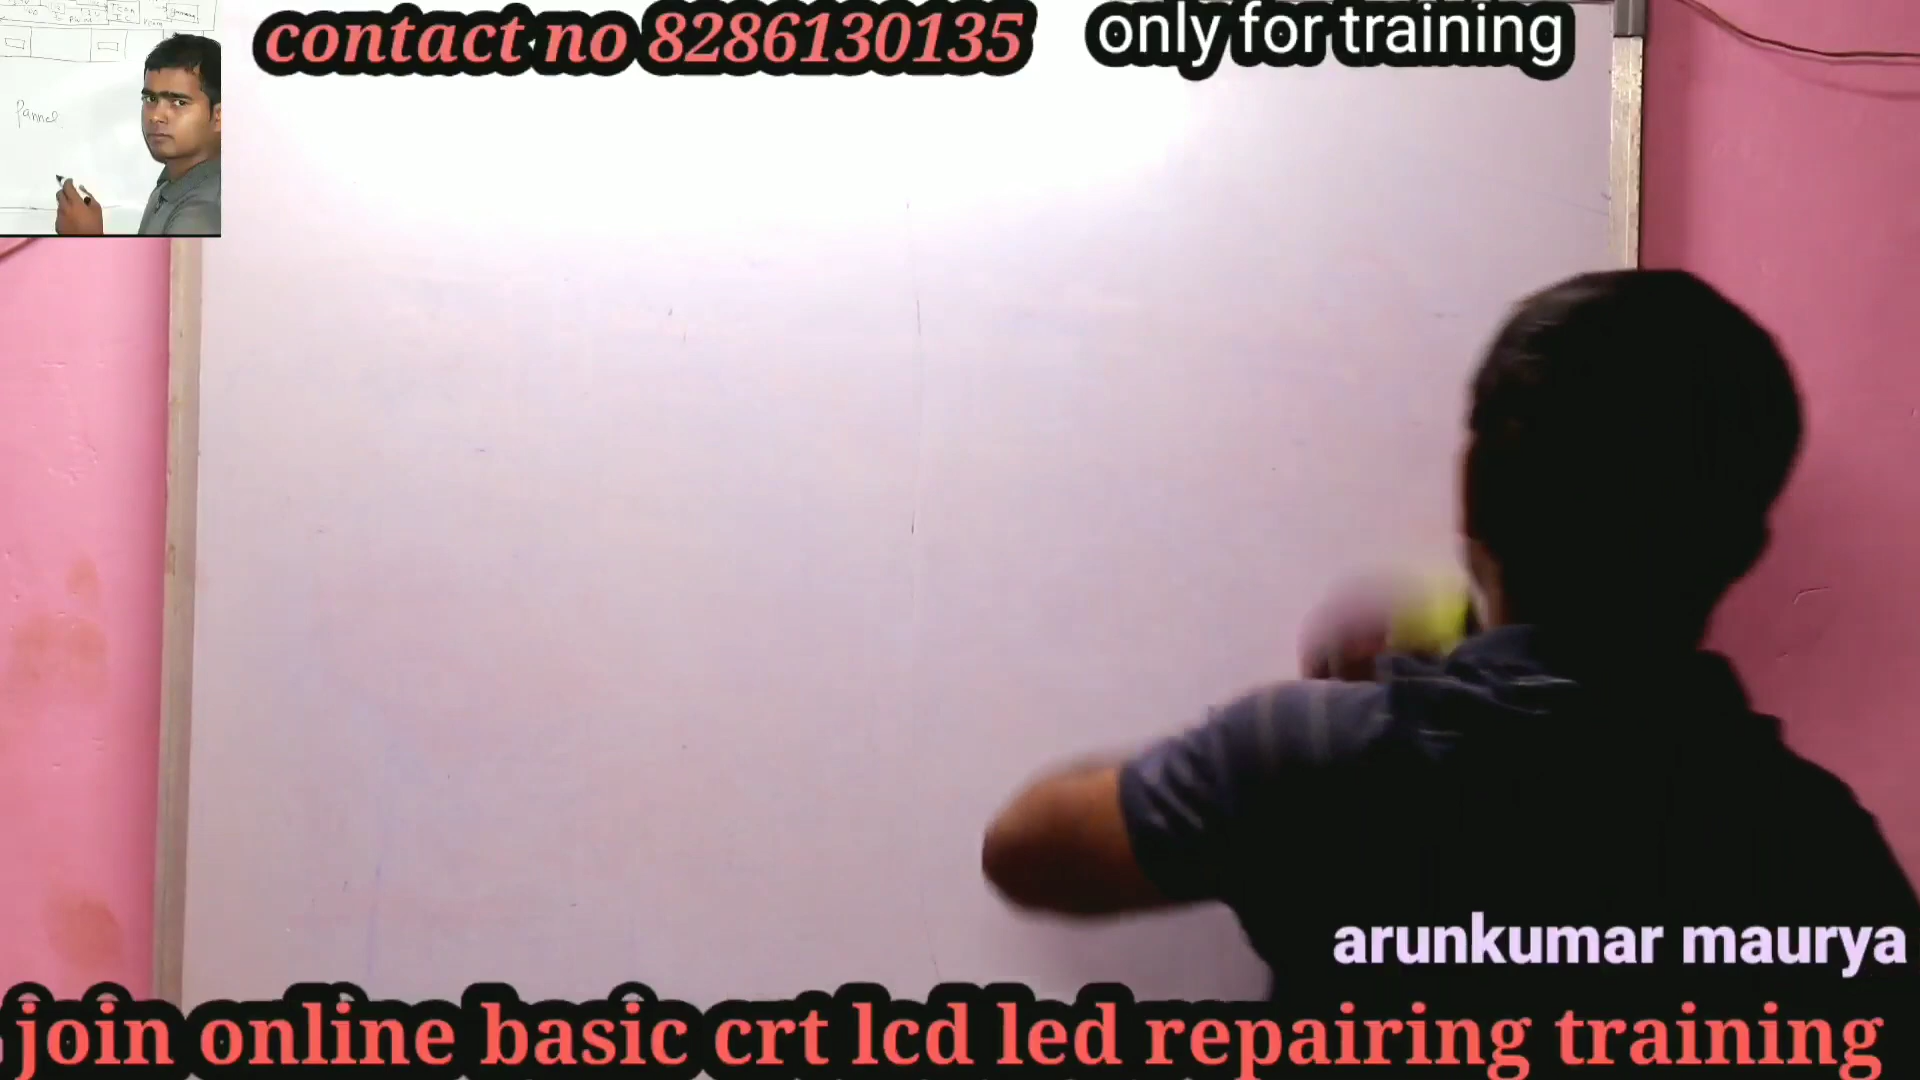 contact no 8286130135
only for training
Pannel
arunkumar maurya
join online basic crt lcd led repairing training